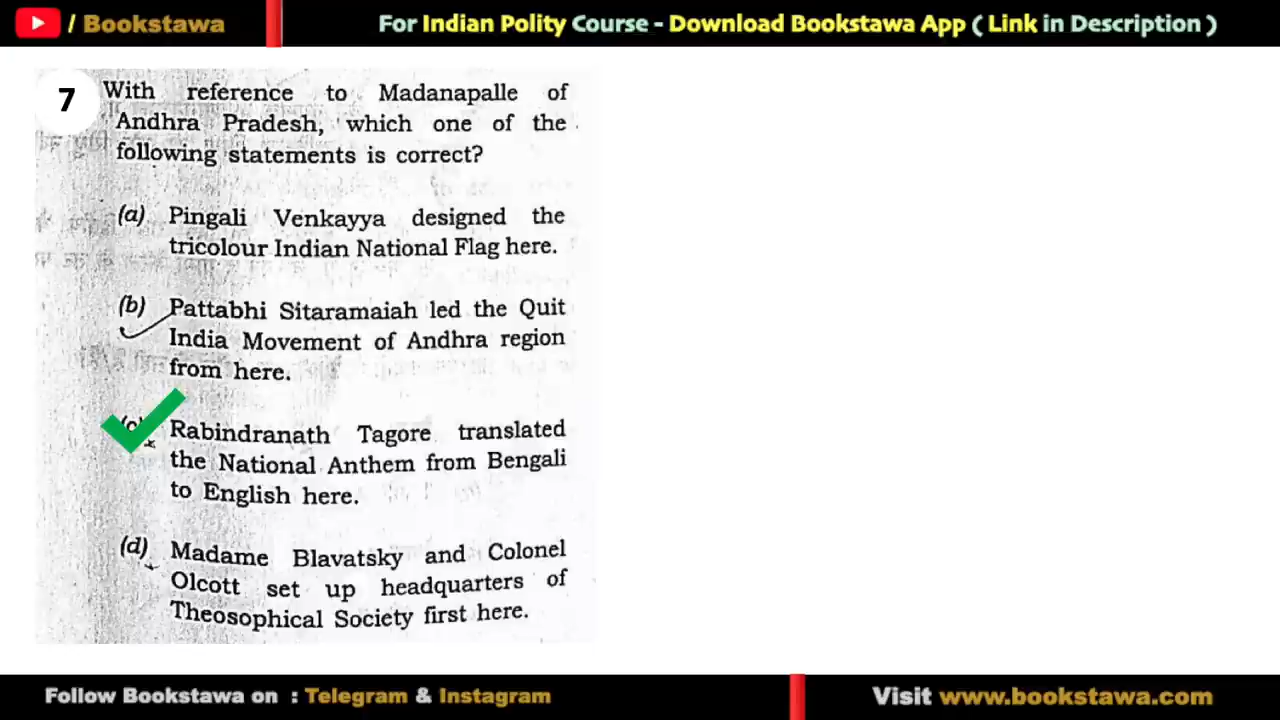 / Bookstawa
For Indian Polity Course - Download Bookstawa App ( Link in Description )
7
With reference to Madanapalle of
Andhra Pradesh, which one of the
following statements is correct?
(a) Pingali Venkayya designed the
tricolour Indian National Flag here.
(b) Pattabhi Sitaramaiah led the Quit
India Movement of Andhra region
from here.
(c) Rabindranath Tagore translated
the National Anthem from Bengali
to English here.
(d) Madame Blavatsky and Colonel
Olcott set up headquarters of
Theosophical Society first here.
Follow Bookstawa on : Telegram & Instagram
Visit www.bookstawa.com